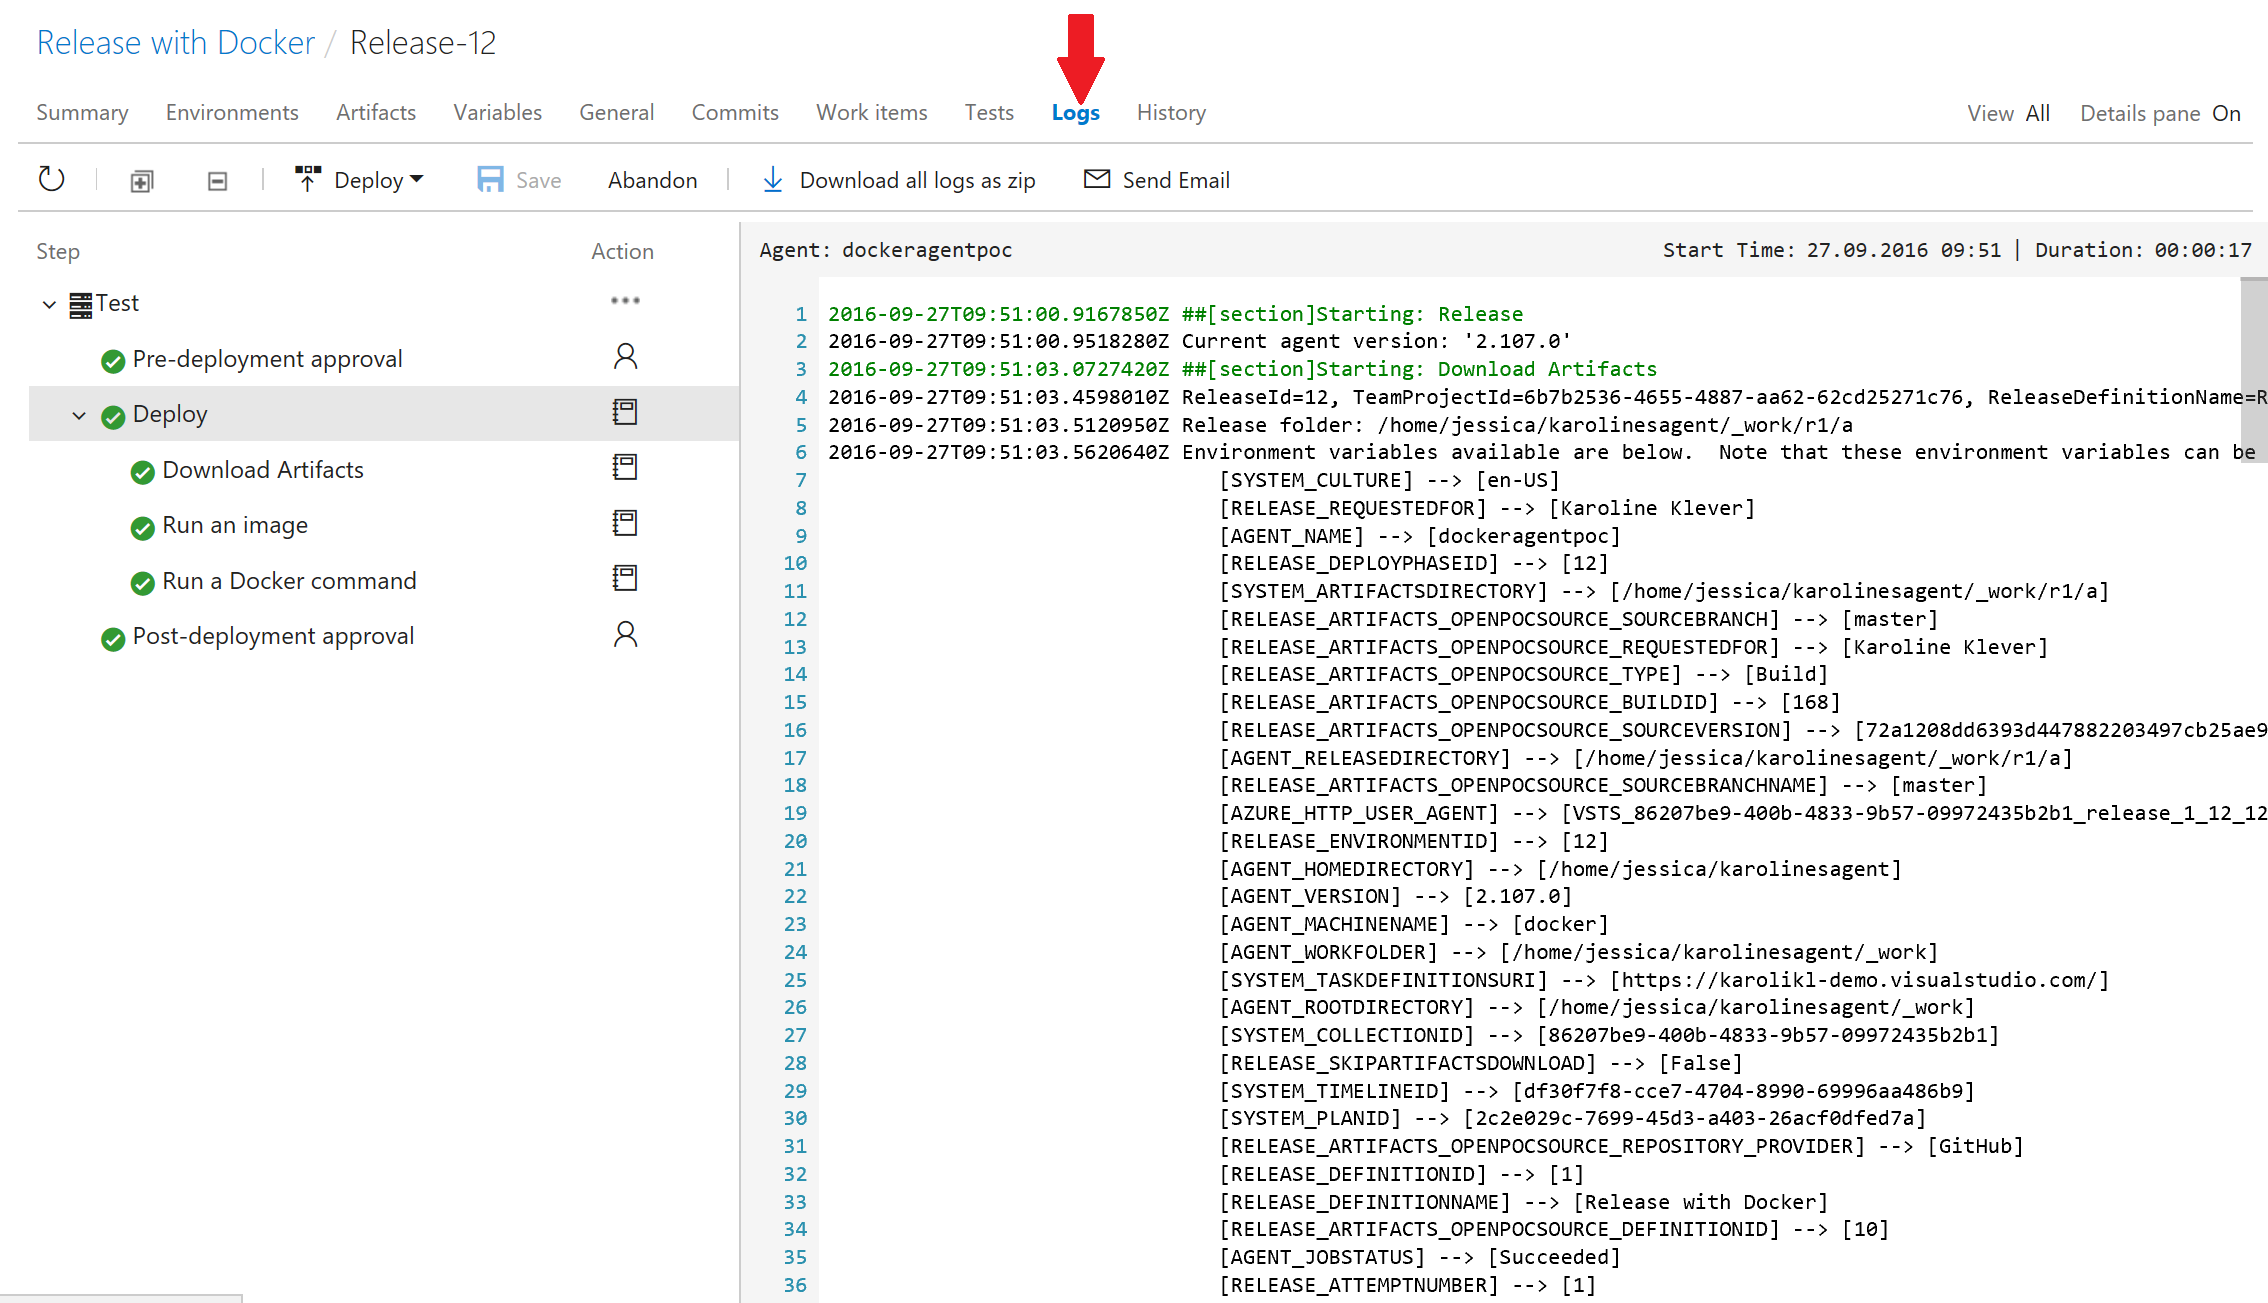 Release with Docker / Release-12
Summary Environments Artifacts Variables General Commits Work items Tests Logs History View All Details pane On
Deploy Save Abandon Download all logs as zip Send Email
Step Action
Test
Pre-deployment approval
Deploy
Download Artifacts
Run an image
Run a Docker command
Post-deployment approval
Agent: dockeragentpoc Start Time: 27.09.2016 09:51 | Duration: 00:00:17
1 2016-09-27T09:51:00.9167850Z ##[section]Starting: Release
2 2016-09-27T09:51:00.9518280Z Current agent version: '2.107.0'
3 2016-09-27T09:51:03.0727420Z ##[section]Starting: Download Artifacts
4 2016-09-27T09:51:03.4598010Z ReleaseId=12, TeamProjectId=6b7b2536-4655-4887-aa62-62cd25271c76, ReleaseDefinitionName=R
5 2016-09-27T09:51:03.5120950Z Release folder: /home/jessica/karolinesagent/_work/r1/a
6 2016-09-27T09:51:03.5620640Z Environment variables available are below.  Note that these environment variables can be
7 [SYSTEM_CULTURE] --> [en-US]
8 [RELEASE_REQUESTEDFOR] --> [Karoline Klever]
9 [AGENT_NAME] --> [dockeragentpoc]
10 [RELEASE_DEPLOYPHASEID] --> [12]
11 [SYSTEM_ARTIFACTSDIRECTORY] --> [/home/jessica/karolinesagent/_work/r1/a]
12 [RELEASE_ARTIFACTS_OPENPOCSOURCE_SOURCEBRANCH] --> [master]
13 [RELEASE_ARTIFACTS_OPENPOCSOURCE_REQUESTEDFOR] --> [Karoline Klever]
14 [RELEASE_ARTIFACTS_OPENPOCSOURCE_TYPE] --> [Build]
15 [RELEASE_ARTIFACTS_OPENPOCSOURCE_BUILDID] --> [168]
16 [RELEASE_ARTIFACTS_OPENPOCSOURCE_SOURCEVERSION] --> [72a1208dd6393d447882203497cb25ae9
17 [AGENT_RELEASEDIRECTORY] --> [/home/jessica/karolinesagent/_work/r1/a]
18 [RELEASE_ARTIFACTS_OPENPOCSOURCE_SOURCEBRANCHNAME] --> [master]
19 [AZURE_HTTP_USER_AGENT] --> [VSTS_86207be9-400b-4833-9b57-09972435b2b1_release_1_12_12
20 [RELEASE_ENVIRONMENTID] --> [12]
21 [AGENT_HOMEDIRECTORY] --> [/home/jessica/karolinesagent]
22 [AGENT_VERSION] --> [2.107.0]
23 [AGENT_MACHINENAME] --> [docker]
24 [AGENT_WORKFOLDER] --> [/home/jessica/karolinesagent/_work]
25 [SYSTEM_TASKDEFINITIONSURI] --> [https://karolikl-demo.visualstudio.com/]
26 [AGENT_ROOTDIRECTORY] --> [/home/jessica/karolinesagent/_work]
27 [SYSTEM_COLLECTIONID] --> [86207be9-400b-4833-9b57-09972435b2b1]
28 [RELEASE_SKIPARTIFACTSDOWNLOAD] --> [False]
29 [SYSTEM_TIMELINEID] --> [df30f7f8-cce7-4704-8990-69996aa486b9]
30 [SYSTEM_PLANID] --> [2c2e029c-7699-45d3-a403-26acf0dfed7a]
31 [RELEASE_ARTIFACTS_OPENPOCSOURCE_REPOSITORY_PROVIDER] --> [GitHub]
32 [RELEASE_DEFINITIONID] --> [1]
33 [RELEASE_DEFINITIONNAME] --> [Release with Docker]
34 [RELEASE_ARTIFACTS_OPENPOCSOURCE_DEFINITIONID] --> [10]
35 [AGENT_JOBSTATUS] --> [Succeeded]
36 [RELEASE_ATTEMPTNUMBER] --> [1]